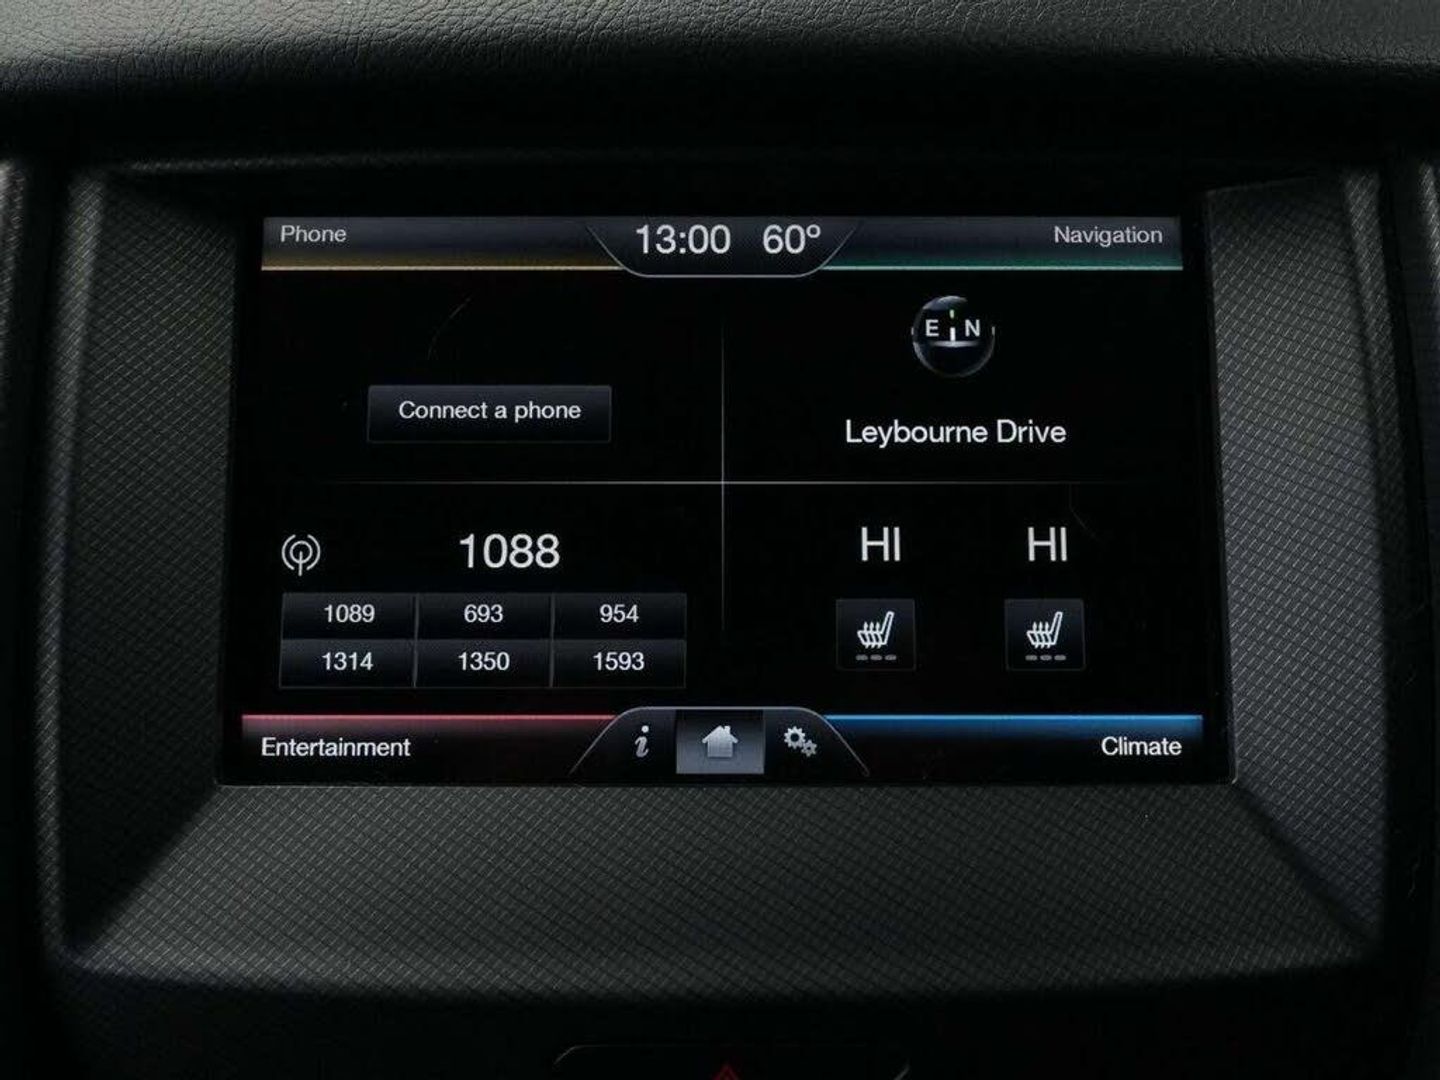 Phone
13:00 60º
Navigation
E N
Connect a phone
Leybourne Drive
1088
HI HI
1089 693 954
1314 1350 1593
Entertainment
i
Climate